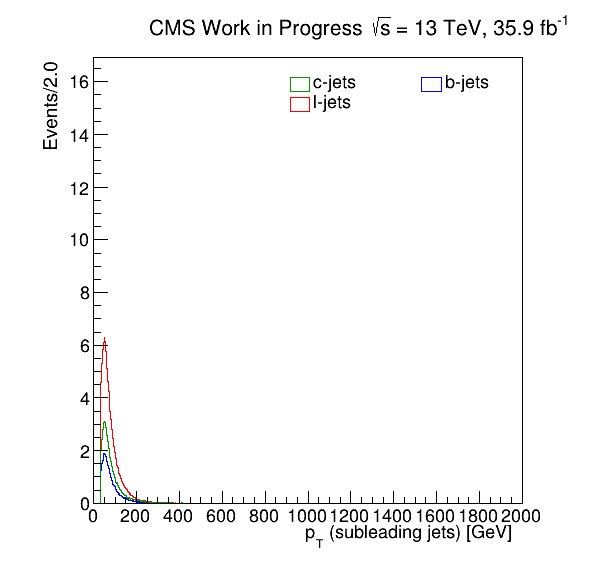 CMS Work in Progress √s = 13 TeV, 35.9 fb⁻¹
Events/2.0
c-jets b-jets
l-jets
16
14
12
10
8
6
4
2
0
0 200 400 600 800 1000 1200 1400 1600 1800 2000
p_T (subleading jets) [GeV]